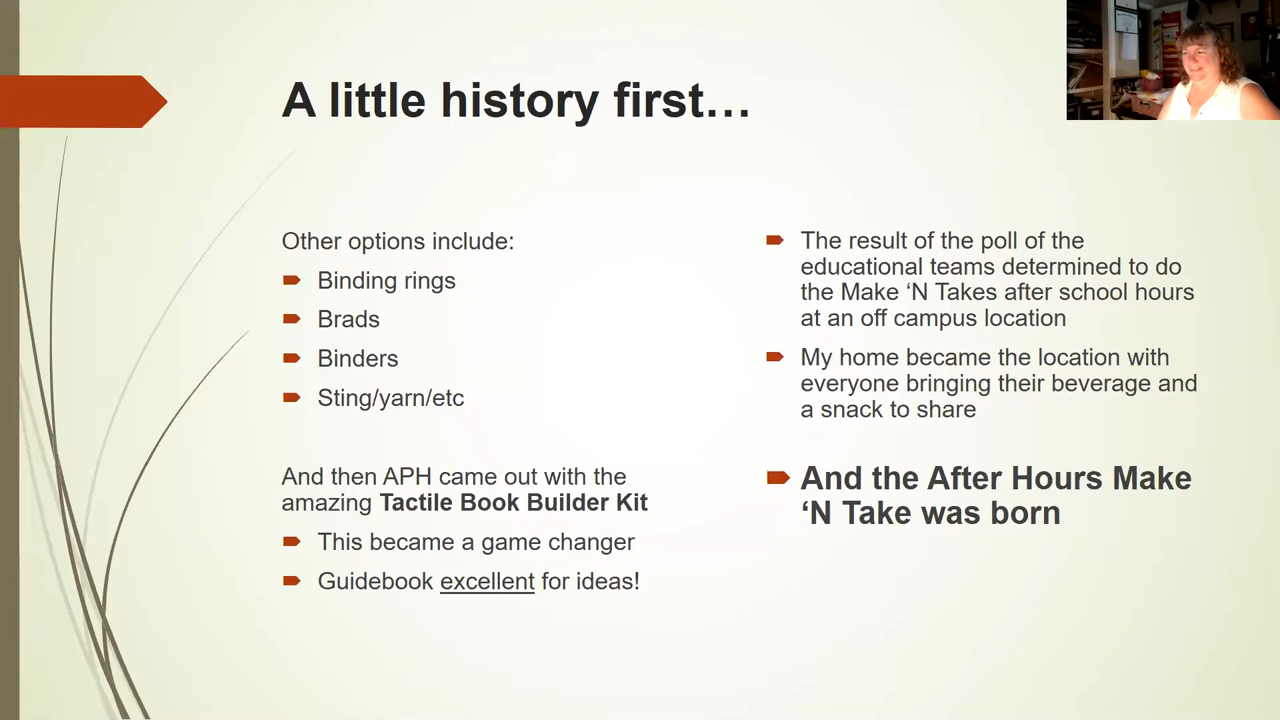 A little history first…
Other options include:
Binding rings
Brads
Binders
Sting/yarn/etc
And then APH came out with the
amazing Tactile Book Builder Kit
This became a game changer
Guidebook excellent for ideas!
The result of the poll of the
educational teams determined to do
the Make ‘N Takes after school hours
at an off campus location
My home became the location with
everyone bringing their beverage and
a snack to share
And the After Hours Make
‘N Take was born